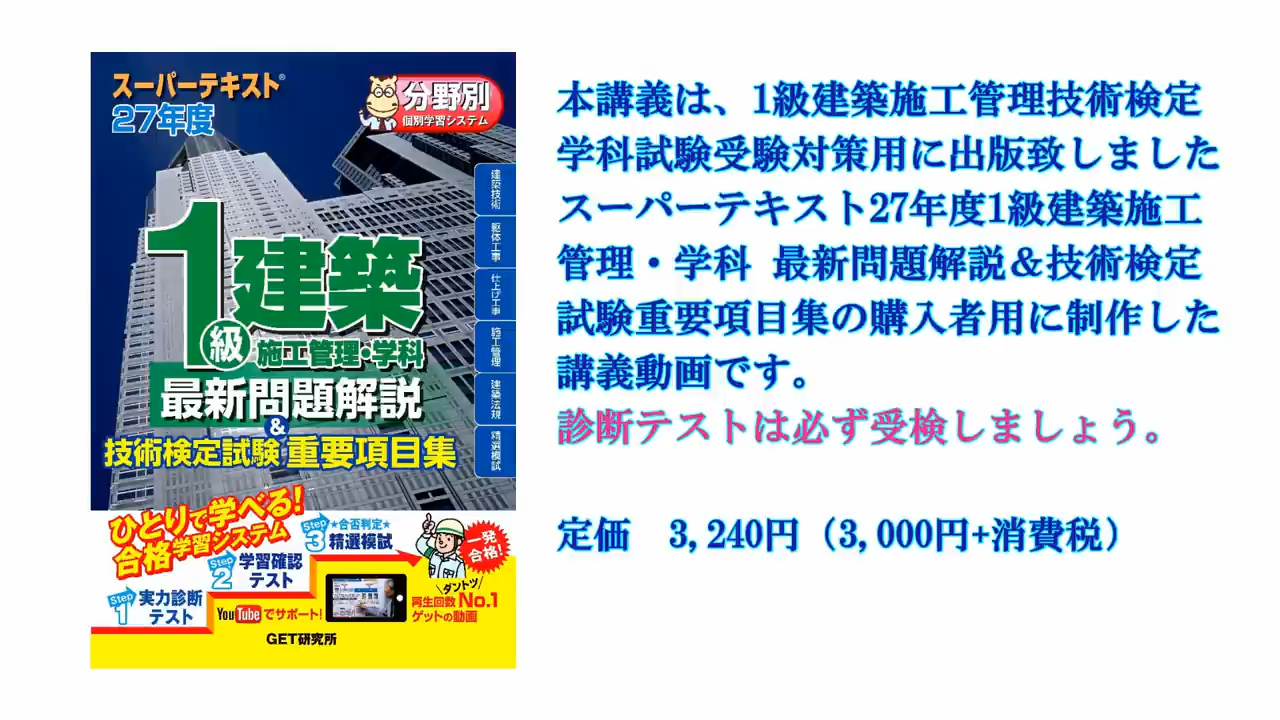 スーパーテキスト®
27年度
分野別
個別学習システム
建築技術
躯体工事
仕上げ工事
施工管理
建築法規
精選模試
1級建築
施工管理・学科
最新問題解説
&
技術検定試験 重要項目集
ひとりで学べる!
合格学習システム
Step1 実力診断テスト
Step2 学習確認テスト
Step3 ★合否判定★ 精選模試
一発合格!
YouTubeでサポート!
ダントツ
再生回数No.1
ゲットの動画
GET研究所
本講義は、1級建築施工管理技術検定
学科試験受験対策用に出版致しました
スーパーテキスト27年度1級建築施工
管理・学科 最新問題解説＆技術検定
試験重要項目集の購入者用に制作した
講義動画です。
診断テストは必ず受検しましょう。
定価　3,240円（3,000円+消費税）